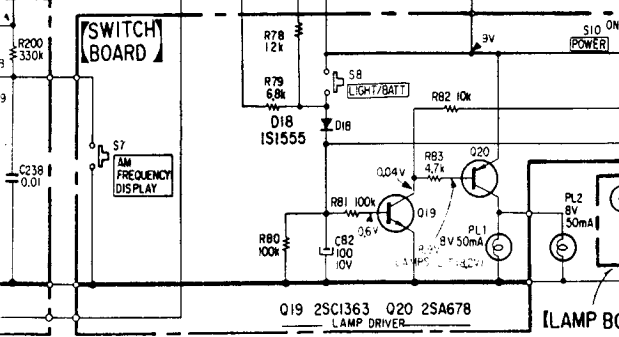 SWITCH
BOARD
R200
330k
R78
12k
9V
S10
ON
POWER
S8
LIGHT/BATT
R79
6.8k
D18
1S1555
D18
R82 10k
S7
AM
FREQUENCY
DISPLAY
C238
0.01
Q20
R83
4.7k
0.04V
R81 100k
Q19
0.6V
R80
100k
C82
100
10V
PL1
8V 50mA
PL2
8V
50mA
Q19 2SC1363 Q20 2SA678
LAMP DRIVER
[LAMP BO